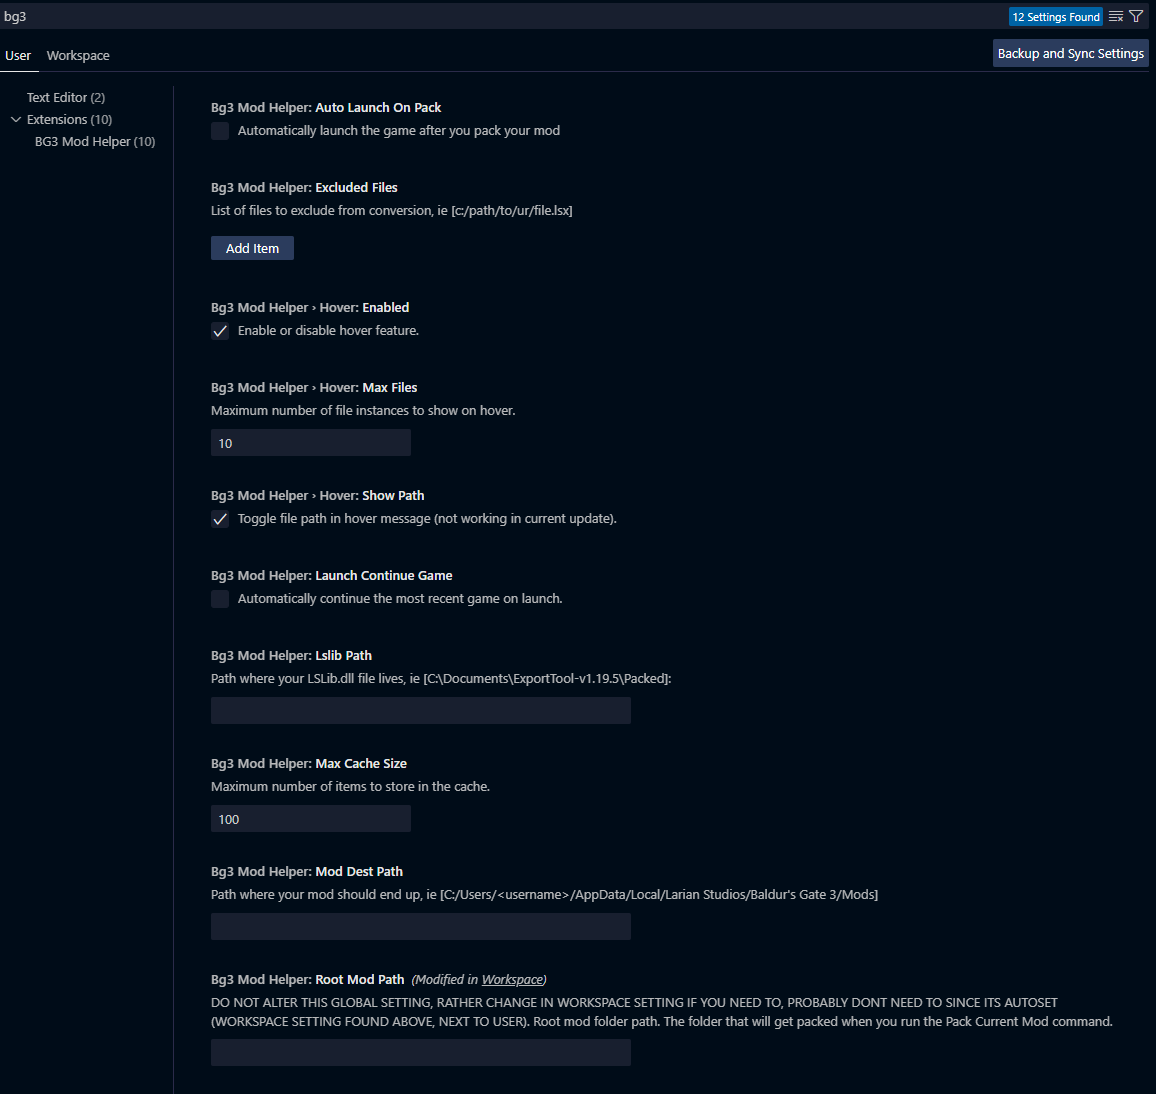 bg3
12 Settings Found
User
Workspace
Backup and Sync Settings
Text Editor (2)
Extensions (10)
BG3 Mod Helper (10)
Bg3 Mod Helper: Auto Launch On Pack
Automatically launch the game after you pack your mod
Bg3 Mod Helper: Excluded Files
List of files to exclude from conversion, ie [c:/path/to/ur/file.lsx]
Add Item
Bg3 Mod Helper › Hover: Enabled
Enable or disable hover feature.
Bg3 Mod Helper › Hover: Max Files
Maximum number of file instances to show on hover.
10
Bg3 Mod Helper › Hover: Show Path
Toggle file path in hover message (not working in current update).
Bg3 Mod Helper: Launch Continue Game
Automatically continue the most recent game on launch.
Bg3 Mod Helper: Lslib Path
Path where your LSLib.dll file lives, ie [C:\Documents\ExportTool-v1.19.5\Packed]:
Bg3 Mod Helper: Max Cache Size
Maximum number of items to store in the cache.
100
Bg3 Mod Helper: Mod Dest Path
Path where your mod should end up, ie [C:/Users/<username>/AppData/Local/Larian Studios/Baldur's Gate 3/Mods]
Bg3 Mod Helper: Root Mod Path (Modified in Workspace)
DO NOT ALTER THIS GLOBAL SETTING, RATHER CHANGE IN WORKSPACE SETTING IF YOU NEED TO, PROBABLY DONT NEED TO SINCE ITS AUTOSET
(WORKSPACE SETTING FOUND ABOVE, NEXT TO USER). Root mod folder path. The folder that will get packed when you run the Pack Current Mod command.